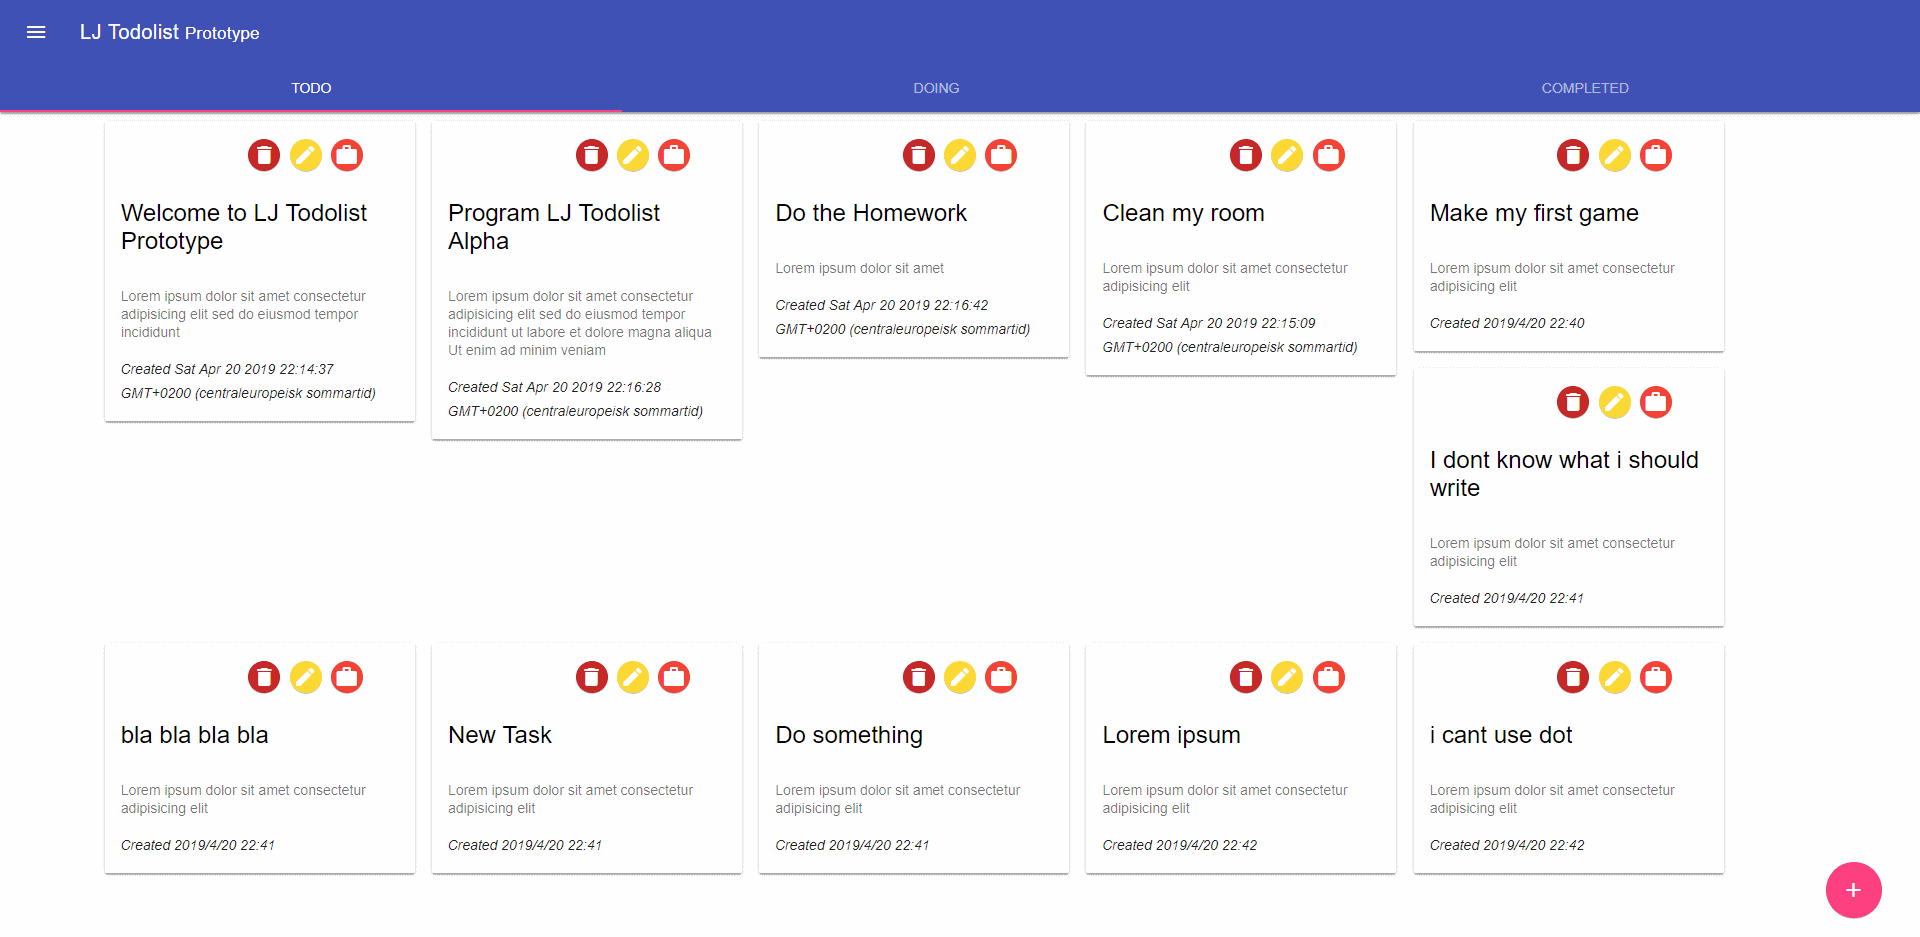 LJ Todolist Prototype
TODO
DOING
COMPLETED
Welcome to LJ Todolist
Prototype
Lorem ipsum dolor sit amet consectetur
adipisicing elit sed do eiusmod tempor
incididunt
Created Sat Apr 20 2019 22:14:37
GMT+0200 (centraleuropeisk sommartid)
Program LJ Todolist
Alpha
Lorem ipsum dolor sit amet consectetur
adipisicing elit sed do eiusmod tempor
incididunt ut labore et dolore magna aliqua
Ut enim ad minim veniam
Created Sat Apr 20 2019 22:16:28
GMT+0200 (centraleuropeisk sommartid)
Do the Homework
Lorem ipsum dolor sit amet
Created Sat Apr 20 2019 22:16:42
GMT+0200 (centraleuropeisk sommartid)
Clean my room
Lorem ipsum dolor sit amet consectetur
adipisicing elit
Created Sat Apr 20 2019 22:15:09
GMT+0200 (centraleuropeisk sommartid)
Make my first game
Lorem ipsum dolor sit amet consectetur
adipisicing elit
Created 2019/4/20 22:40
I dont know what i should
write
Lorem ipsum dolor sit amet consectetur
adipisicing elit
Created 2019/4/20 22:41
bla bla bla bla
Lorem ipsum dolor sit amet consectetur
adipisicing elit
Created 2019/4/20 22:41
New Task
Lorem ipsum dolor sit amet consectetur
adipisicing elit
Created 2019/4/20 22:41
Do something
Lorem ipsum dolor sit amet consectetur
adipisicing elit
Created 2019/4/20 22:41
Lorem ipsum
Lorem ipsum dolor sit amet consectetur
adipisicing elit
Created 2019/4/20 22:42
i cant use dot
Lorem ipsum dolor sit amet consectetur
adipisicing elit
Created 2019/4/20 22:42